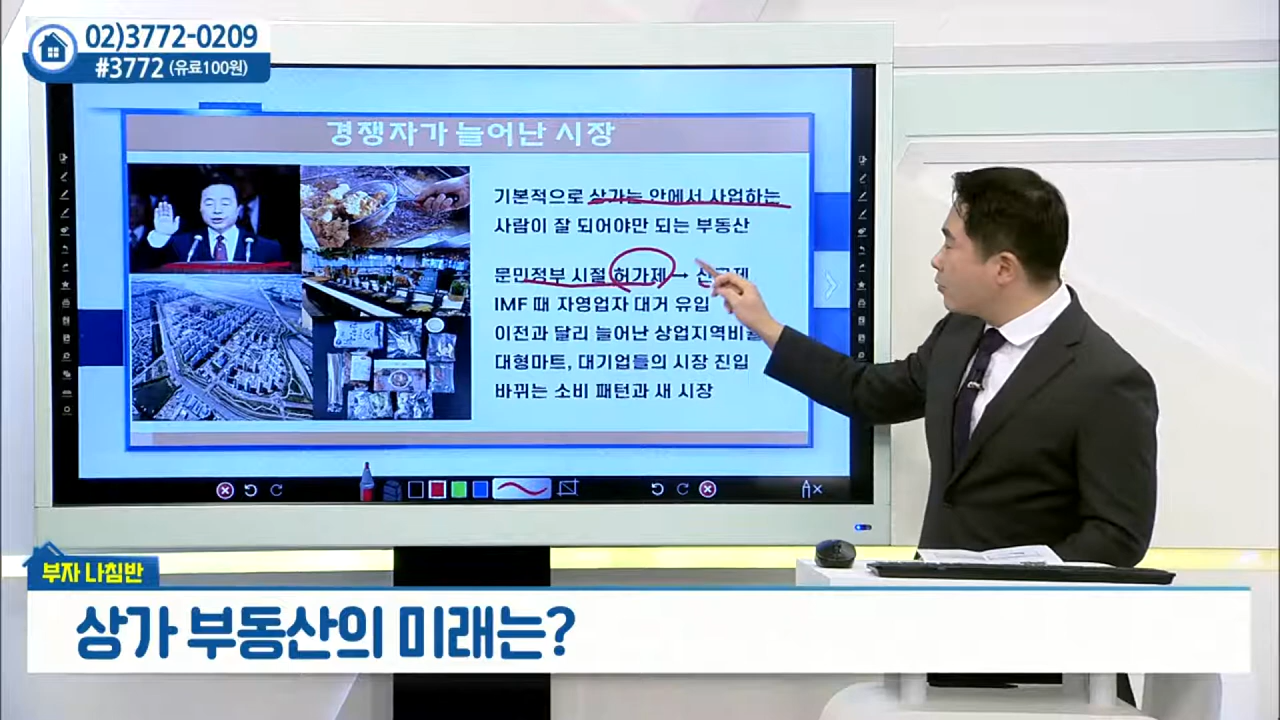 02)3772-0209
#3772 (유료100원)
경쟁자가 늘어난 시장
기본적으로 상가는 안에서 사업하는
사람이 잘 되어야만 되는 부동산
문민정부 시절 허가제→ 신고제
IMF 때 자영업자 대거 유입
이전과 달리 늘어난 상업지역비율
대형마트, 대기업들의 시장 진입
바뀌는 소비 패턴과 새 시장
부자 나침반
상가 부동산의 미래는?